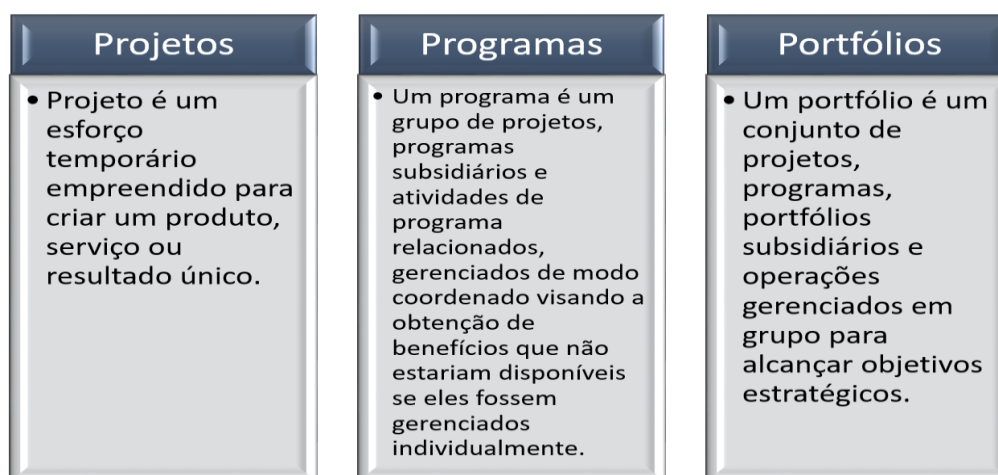 Projetos
• Projeto é um
esforço
temporário
empreendido para
criar um produto,
serviço ou
resultado único.
Programas
• Um programa é um
grupo de projetos,
programas
subsidiários e
atividades de
programa
relacionados,
gerenciados de modo
coordenado visando a
obtenção de
benefícios que não
estariam disponíveis
se eles fossem
gerenciados
individualmente.
Portfólios
• Um portfólio é um
conjunto de
projetos,
programas,
portfólios
subsidiários e
operações
gerenciados em
grupo para
alcançar objetivos
estratégicos.